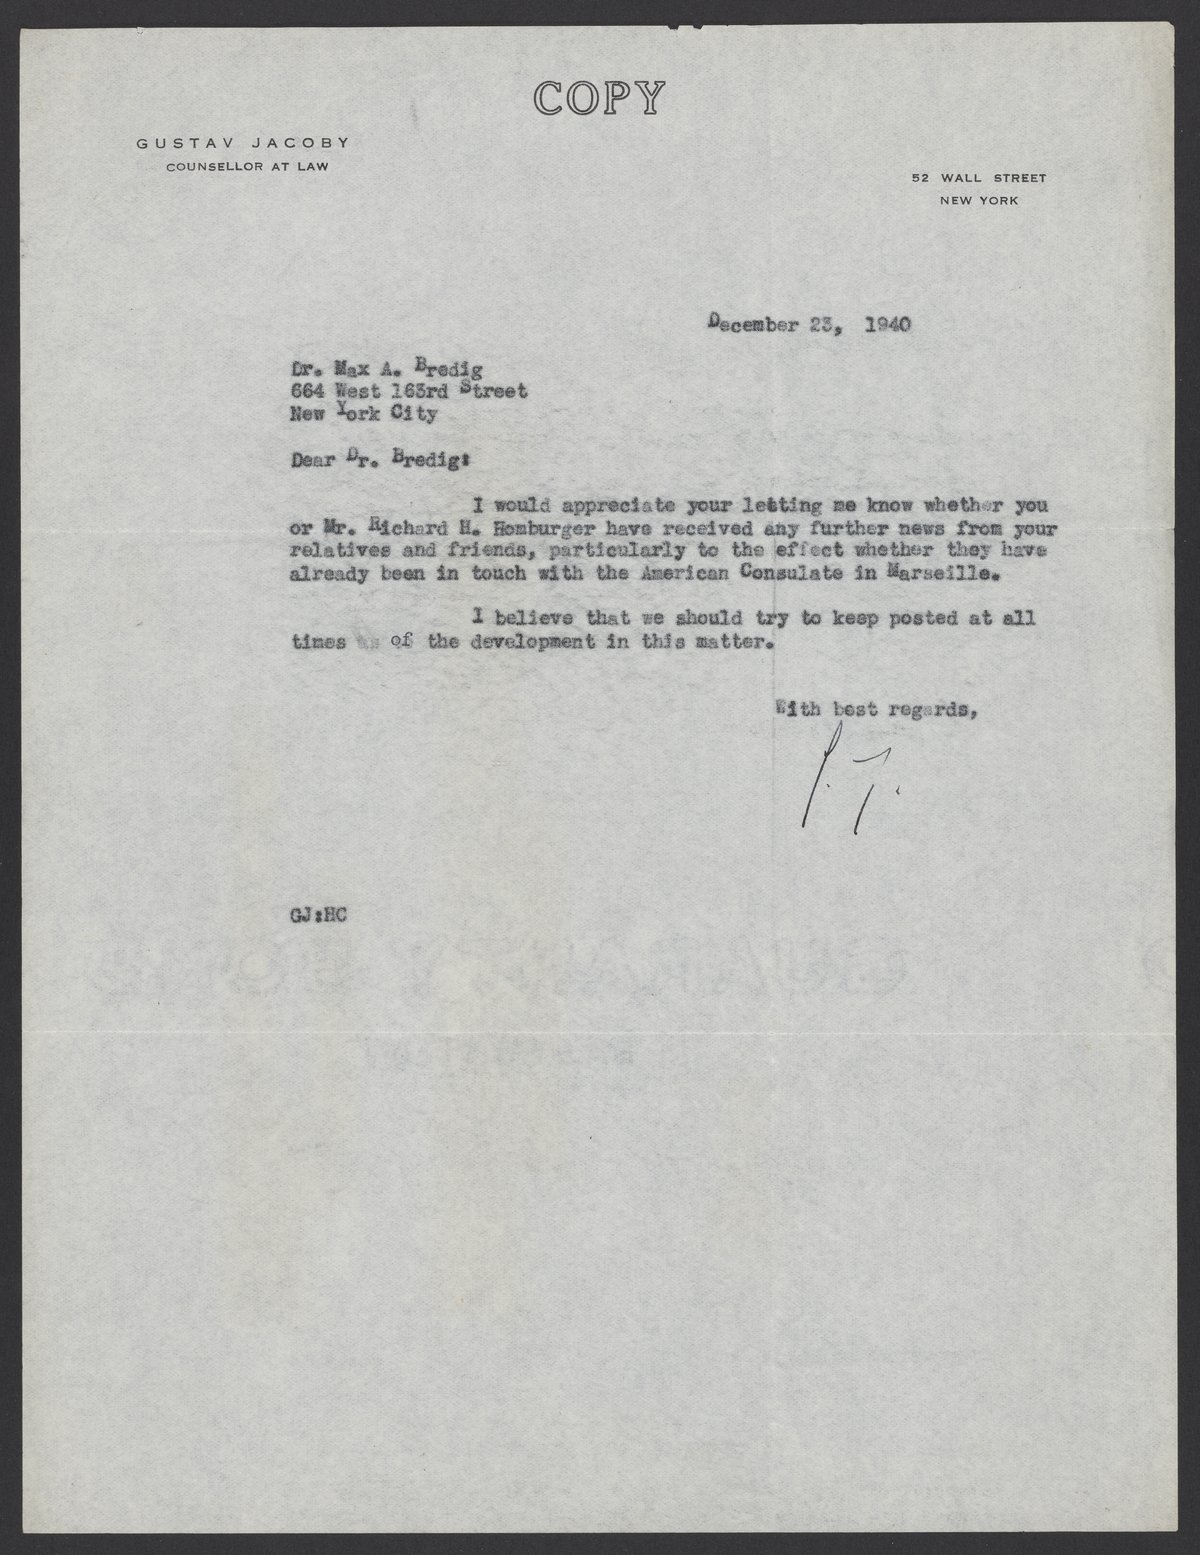 COPY
GUSTAV JACOBY
COUNSELLOR AT LAW
52 WALL STREET
NEW YORK
December 23, 1940
Dr. Max A. Bredig
664 West 163rd Street
New York City
Dear Dr. Bredig:
I would appreciate your letting me know whether you
or Mr. Richard H. Homburger have received any further news from your
relatives and friends, particularly to the effect whether they have
already been in touch with the American Consulate in Marseille.
I believe that we should try to keep posted at all
times of the development in this matter.
With best regards,
GJ:HC